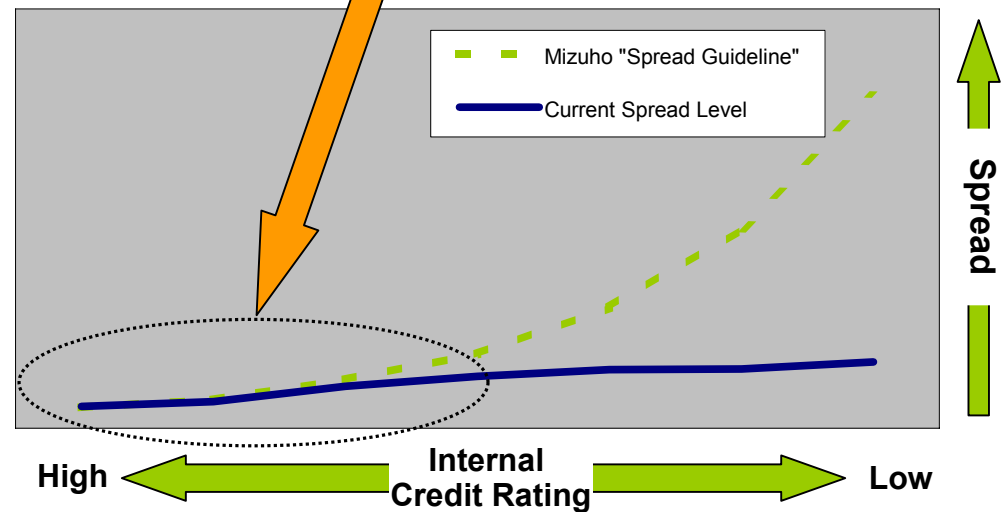 Mizuho "Spread Guideline"
Current Spread Level
Spread
High
Internal
Credit Rating
Low